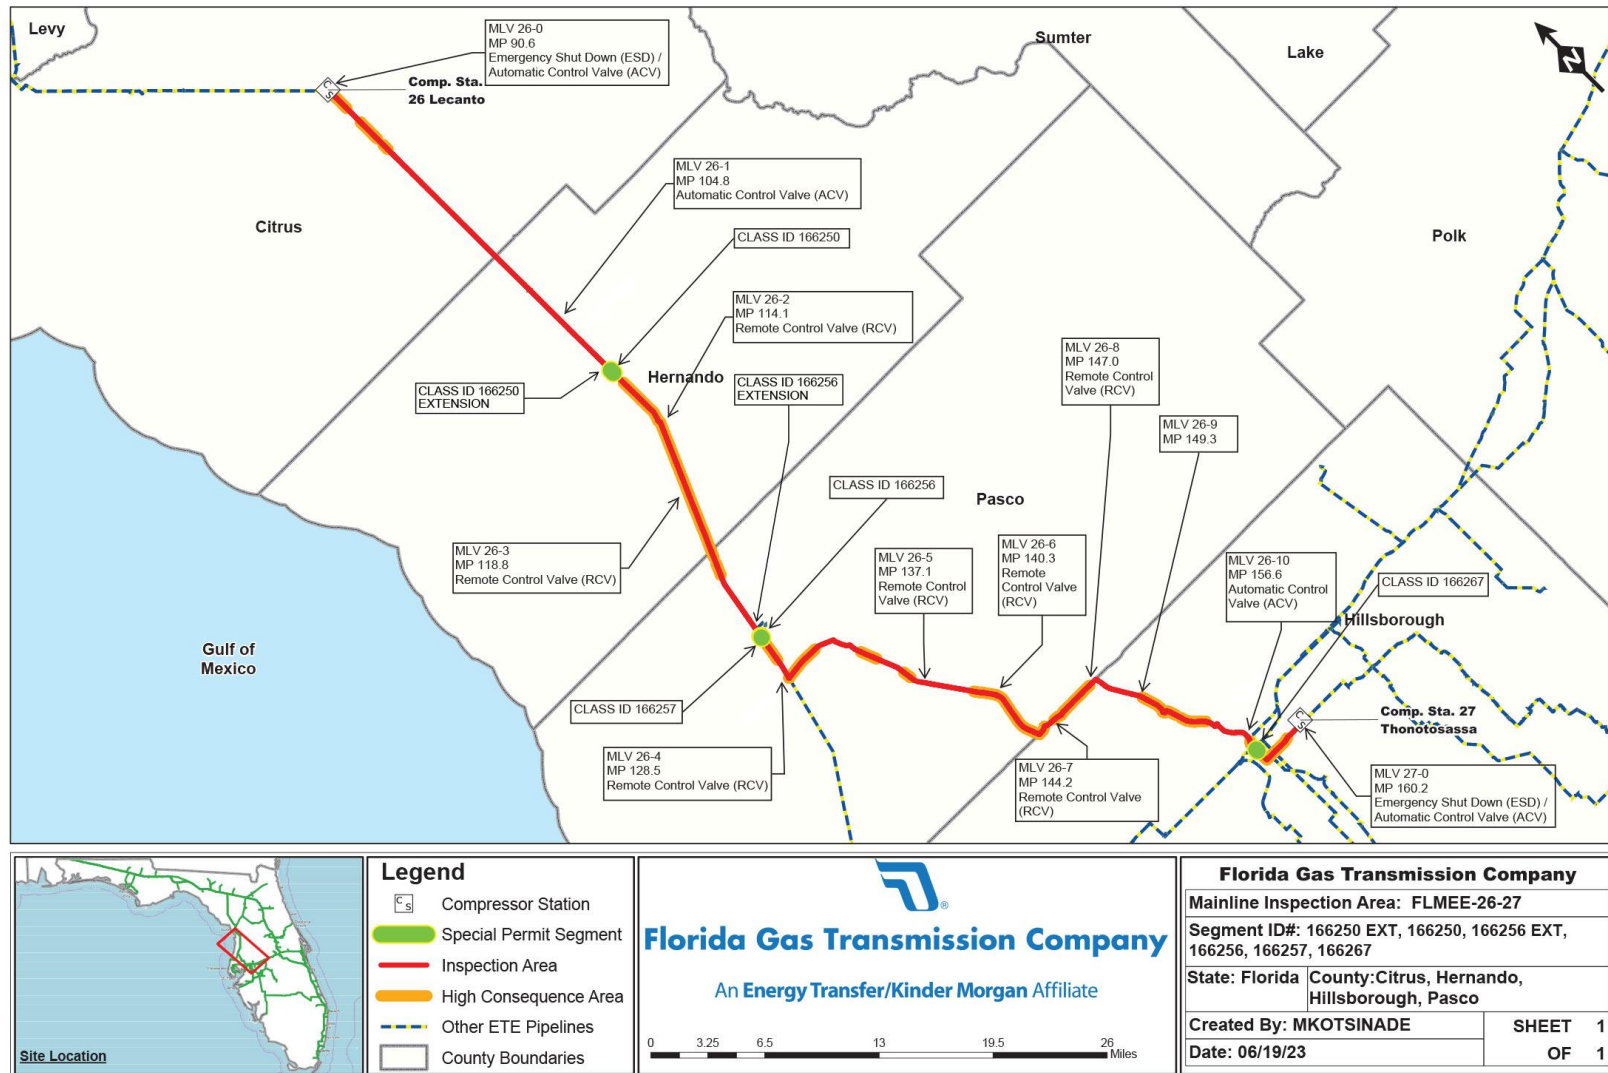 Levy
MLV 26-0
MP 90.6
Emergency Shut Down (ESD) /
Automatic Control Valve (ACV)
Comp. Sta.
26 Lecanto
C
S
Sumter
Lake
N
MLV 26-1
MP 104.8
Automatic Control Valve (ACV)
Citrus
CLASS ID 166250
Polk
MLV 26-2
MP 114.1
Remote Control Valve (RCV)
Hernando
CLASS ID 166250
EXTENSION
CLASS ID 166256
EXTENSION
MLV 26-8
MP 147.0
Remote Control
Valve (RCV)
MLV 26-9
MP 149.3
CLASS ID 166256
Pasco
MLV 26-3
MP 118.8
Remote Control Valve (RCV)
MLV 26-5
MP 137.1
Remote Control
Valve (RCV)
MLV 26-6
MP 140.3
Remote
Control Valve
(RCV)
MLV 26-10
MP 156.6
Automatic Control
Valve (ACV)
CLASS ID 166267
Hillsborough
Gulf of
Mexico
CLASS ID 166257
C
S
Comp. Sta. 27
Thonotosassa
MLV 26-4
MP 128.5
Remote Control Valve (RCV)
MLV 26-7
MP 144.2
Remote Control Valve
(RCV)
MLV 27-0
MP 160.2
Emergency Shut Down (ESD) /
Automatic Control Valve (ACV)
Site Location
Legend
C
S
Compressor Station
Special Permit Segment
Inspection Area
High Consequence Area
Other ETE Pipelines
County Boundaries
®
Florida Gas Transmission Company
An Energy Transfer/Kinder Morgan Affiliate
0 3.25 6.5 13 19.5 26
Miles
Florida Gas Transmission Company
Mainline Inspection Area: FLMEE-26-27
Segment ID#: 166250 EXT, 166250, 166256 EXT,
166256, 166257, 166267
State: Florida
County:Citrus, Hernando,
Hillsborough, Pasco
Created By: MKOTSINADE
SHEET 1
Date: 06/19/23
OF 1